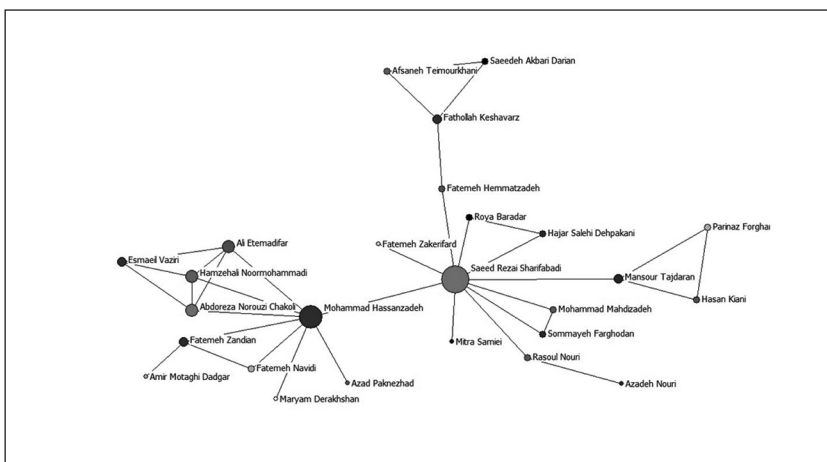 Saeedeh Akbari Darian
Afsaneh Teimourkhani
Fathollah Keshavarz
Fatemeh Hemmatzadeh
Roya Baradar
Parinaz Forghan
Hajar Salehi Dehpakani
Ali Etemadifar
Fatemeh Zakerifard
Esmaeil Vaziri
Saeed Rezai Sharifabadi
Hamzehali Noormohammadi
Mansour Tajdaran
Hasan Kiani
Abdoreza Norouzi Chakoli
Mohammad Hassanzadeh
Mohammad Mahdizadeh
Sommayeh Farghodan
Fatemeh Zandian
Mitra Samiei
Rasoul Nouri
Fatemeh Navidi
Amir Motaghi Dadgar
Azad Paknezhad
Azadeh Nouri
Maryam Derakhshan